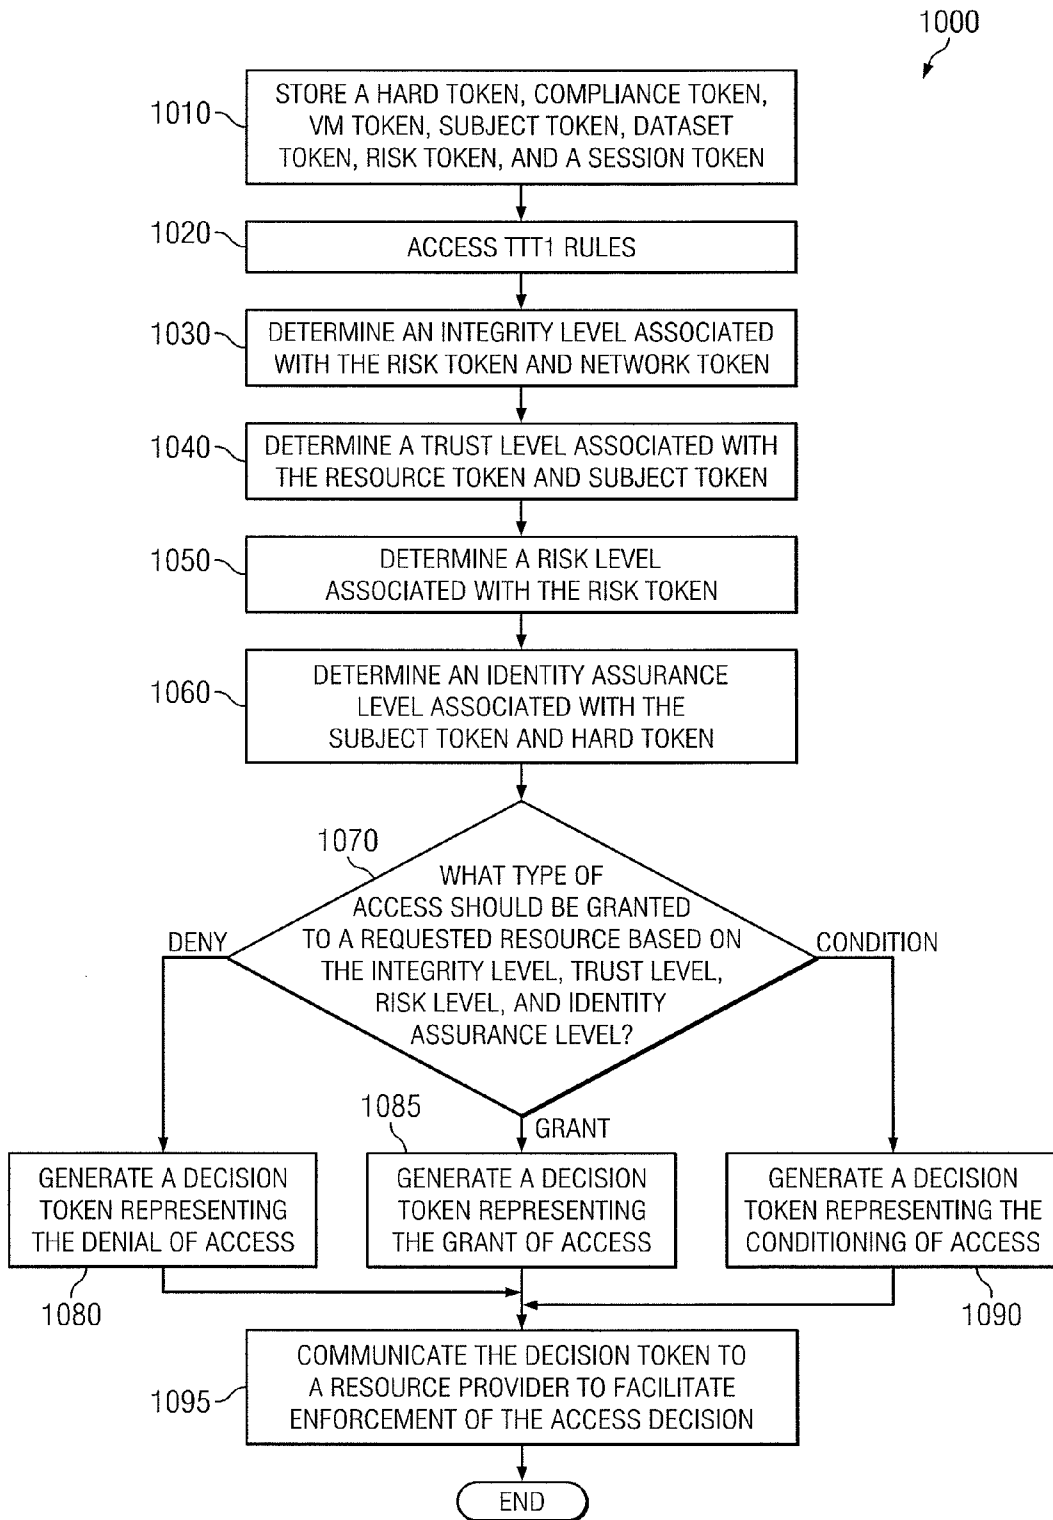 1000
1010
STORE A HARD TOKEN, COMPLIANCE TOKEN,
VM TOKEN, SUBJECT TOKEN, DATASET
TOKEN, RISK TOKEN, AND A SESSION TOKEN
1020
ACCESS TTT1 RULES
1030
DETERMINE AN INTEGRITY LEVEL ASSOCIATED
WITH THE RISK TOKEN AND NETWORK TOKEN
1040
DETERMINE A TRUST LEVEL ASSOCIATED WITH
THE RESOURCE TOKEN AND SUBJECT TOKEN
1050
DETERMINE A RISK LEVEL
ASSOCIATED WITH THE RISK TOKEN
1060
DETERMINE AN IDENTITY ASSURANCE
LEVEL ASSOCIATED WITH THE
SUBJECT TOKEN AND HARD TOKEN
1070
WHAT TYPE OF
ACCESS SHOULD BE GRANTED
TO A REQUESTED RESOURCE BASED ON
THE INTEGRITY LEVEL, TRUST LEVEL,
RISK LEVEL, AND IDENTITY
ASSURANCE LEVEL?
DENY
CONDITION
GRANT
GENERATE A DECISION
TOKEN REPRESENTING
THE DENIAL OF ACCESS
1080
1085
GENERATE A DECISION
TOKEN REPRESENTING
THE GRANT OF ACCESS
GENERATE A DECISION
TOKEN REPRESENTING THE
CONDITIONING OF ACCESS
1090
1095
COMMUNICATE THE DECISION TOKEN TO
A RESOURCE PROVIDER TO FACILITATE
ENFORCEMENT OF THE ACCESS DECISION
END